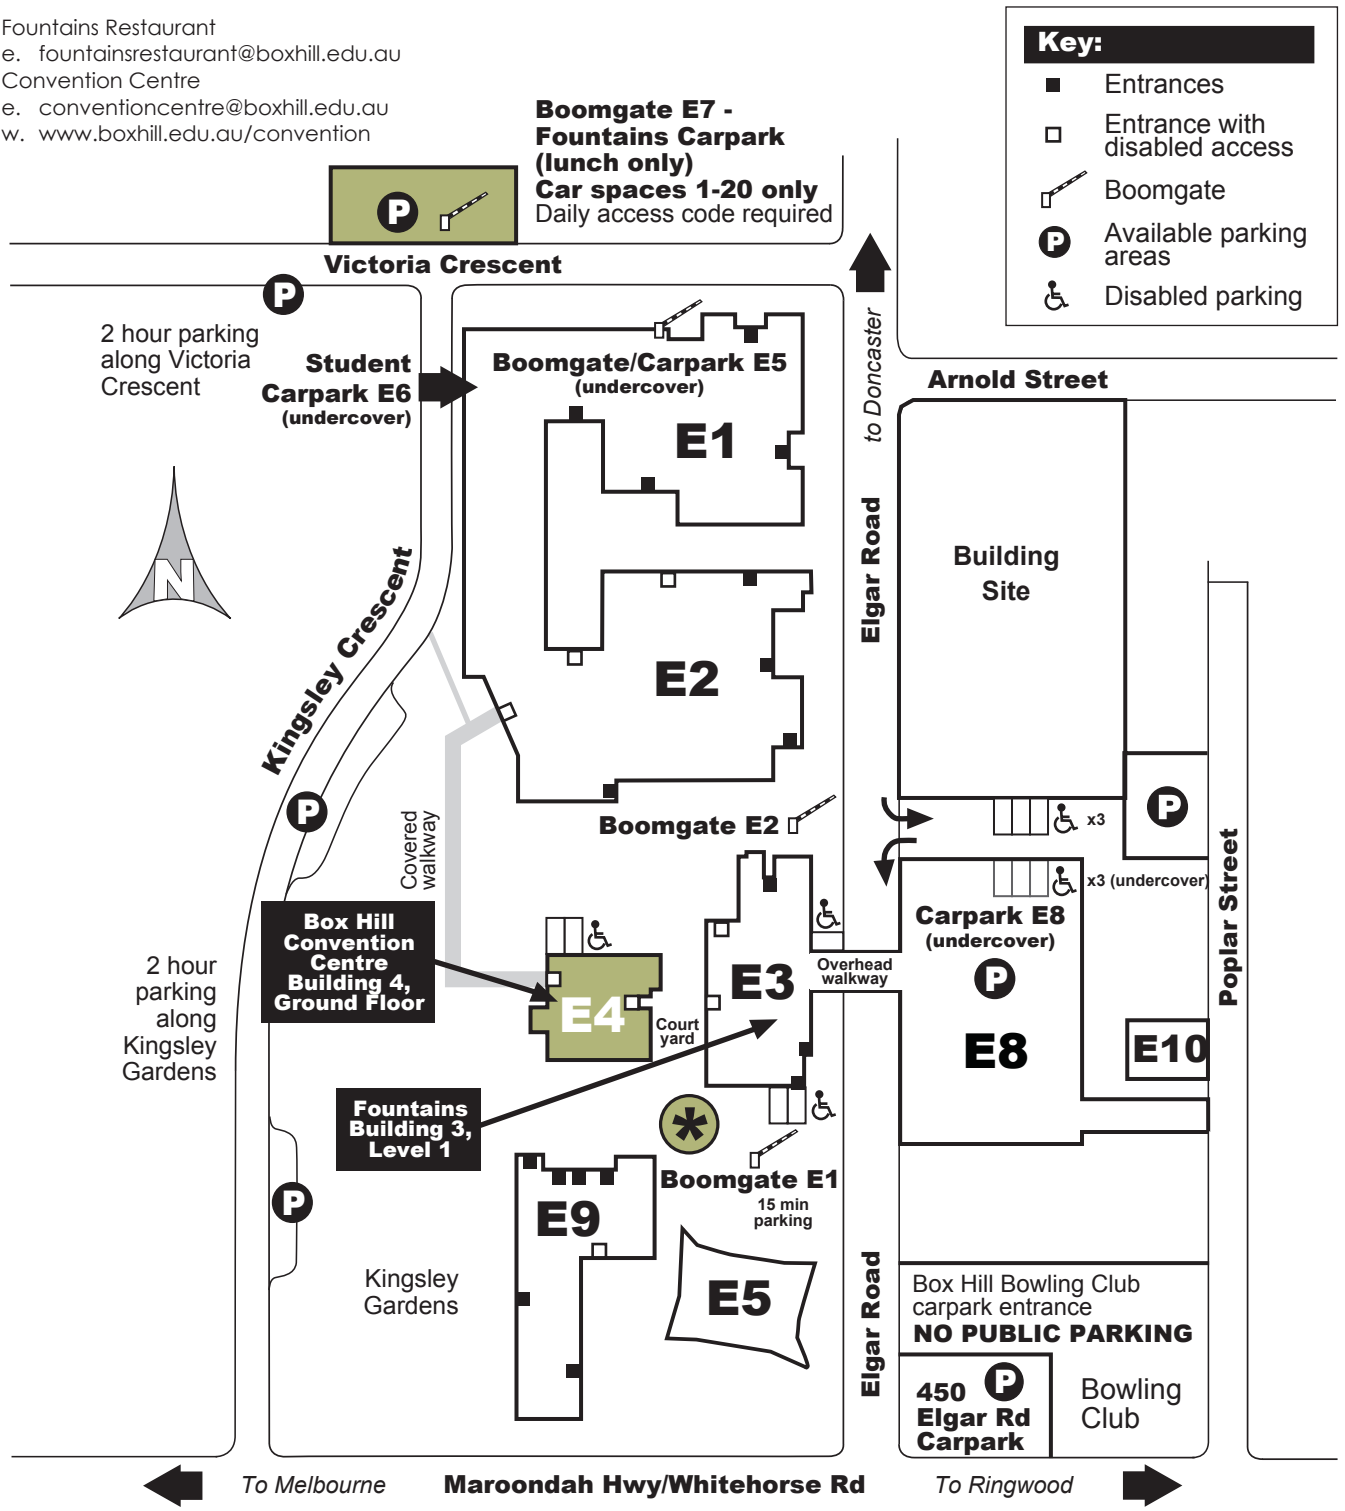 Fountains Restaurant
e. fountainsrestaurant@boxhill.edu.au
Convention Centre
e. conventioncentre@boxhill.edu.au
w. www.boxhill.edu.au/convention
Boomgate E7 -
Fountains Carpark
(lunch only)
Car spaces 1-20 only
Daily access code required
Key:
Entrances
Entrance with
disabled access
Boomgate
P
Available parking
areas
Disabled parking
P
Victoria Crescent
P
2 hour parking
along Victoria
Crescent
Student
Carpark E6
(undercover)
Boomgate/Carpark E5
(undercover)
E1
to Doncaster
Arnold Street
Elgar Road
Building
Site
N
Kingsley Crescent
E2
P
Covered
walkway
Boomgate E2
x3
P
x3 (undercover)
Poplar Street
Carpark E8
(undercover)
P
E8
E10
Box Hill
Convention
Centre
Building 4,
Ground Floor
2 hour
parking
along
Kingsley
Gardens
E4
Court
yard
E3
Overhead
walkway
Fountains
Building 3,
Level 1
*
Boomgate E1
15 min
parking
P
E9
Kingsley
Gardens
E5
Elgar Road
Box Hill Bowling Club
carpark entrance
NO PUBLIC PARKING
450 P
Elgar Rd
Carpark
Bowling
Club
To Melbourne
Maroondah Hwy/Whitehorse Rd
To Ringwood